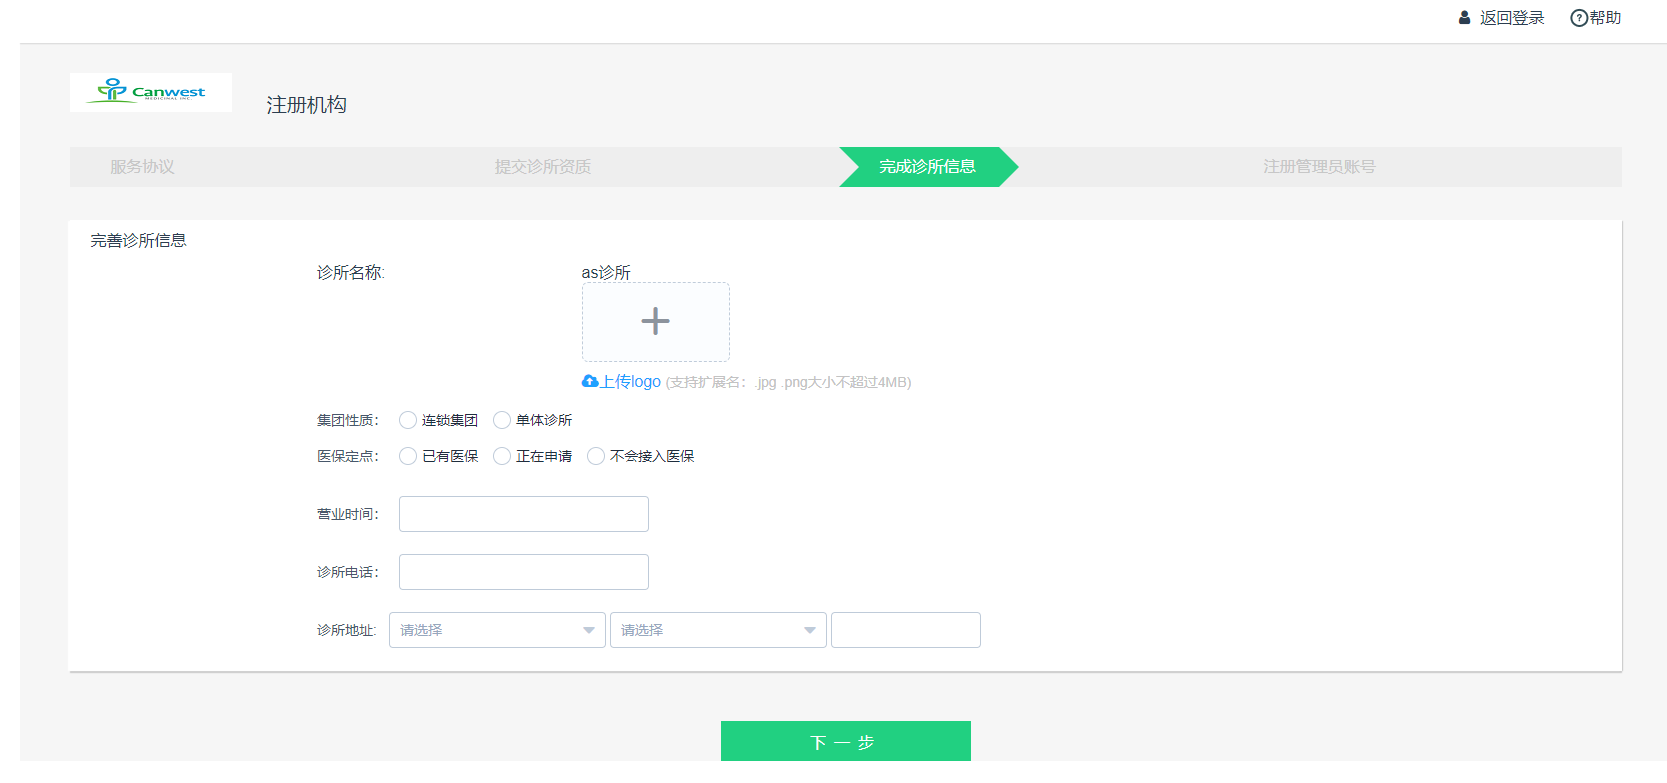 返回登录 帮助
Canwest
MEDICINAL INC.
注册机构
服务协议 提交诊所资质 完成诊所信息 注册管理员账号
完善诊所信息
诊所名称: as诊所
上传logo (支持扩展名：.jpg .png大小不超过4MB)
集团性质： 连锁集团 单体诊所
医保定点： 已有医保 正在申请 不会接入医保
营业时间：
诊所电话：
诊所地址: 请选择 请选择
下一步